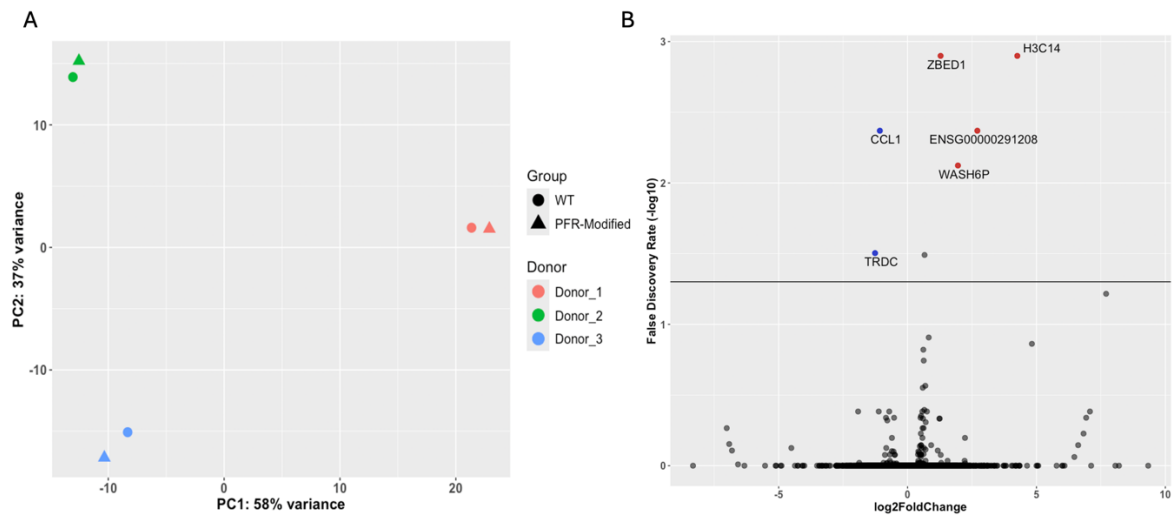 A
10
0
-10
PC2: 37% variance
-10
0
10
20
PC1: 58% variance
Group
WT
PFR-Modified
Donor
Donor_1
Donor_2
Donor_3
B
3
2
1
0
False Discovery Rate (-log10)
H3C14
ZBED1
CCL1
ENSG00000291208
WASH6P
TRDC
-5
0
5
10
log2FoldChange